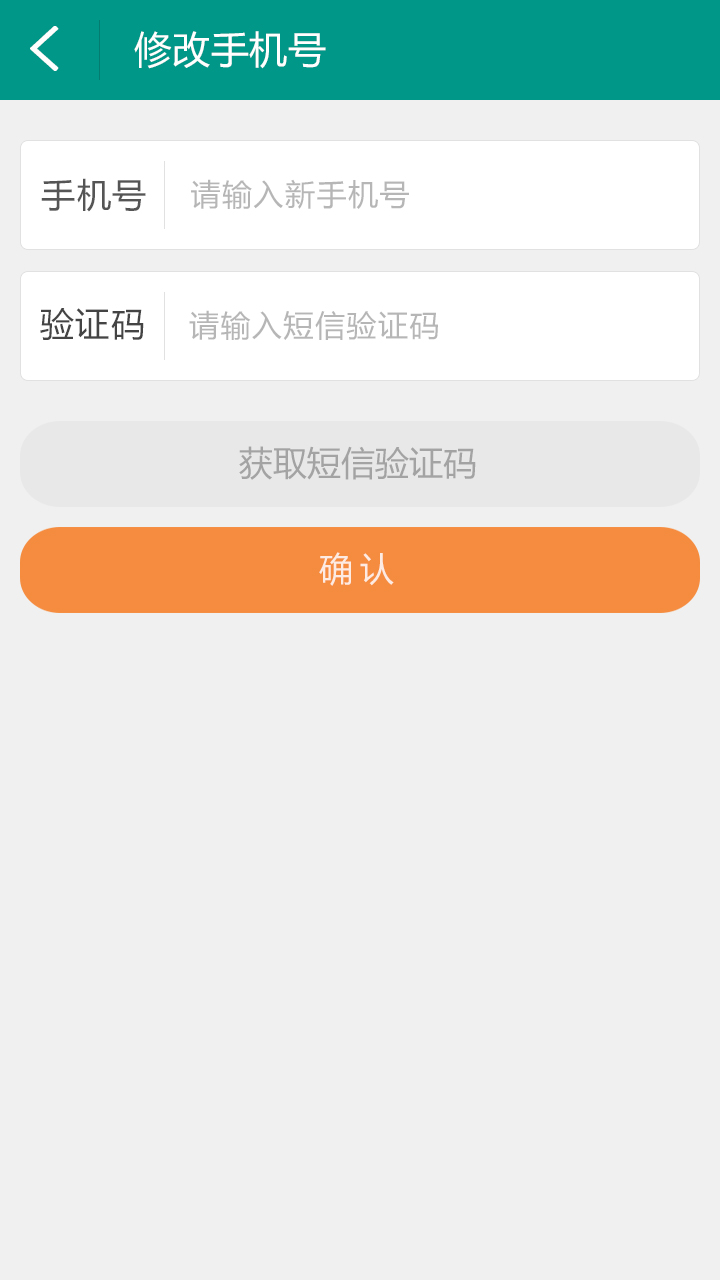 修改手机号
手机号 请输入新手机号
验证码 请输入短信验证码
获取短信验证码
确认